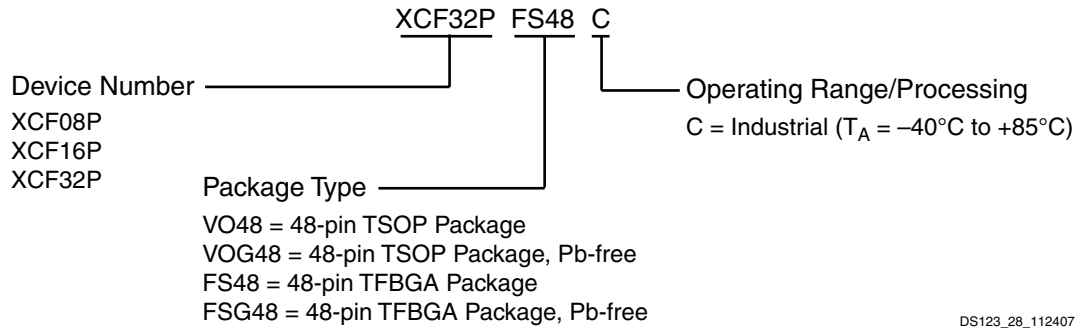 XCF32P FS48 C
Device Number
XCF08P
XCF16P
XCF32P
Operating Range/Processing
C = Industrial (TA = –40°C to +85°C)
Package Type
VO48 = 48-pin TSOP Package
VOG48 = 48-pin TSOP Package, Pb-free
FS48 = 48-pin TFBGA Package
FSG48 = 48-pin TFBGA Package, Pb-free
DS123_28_112407